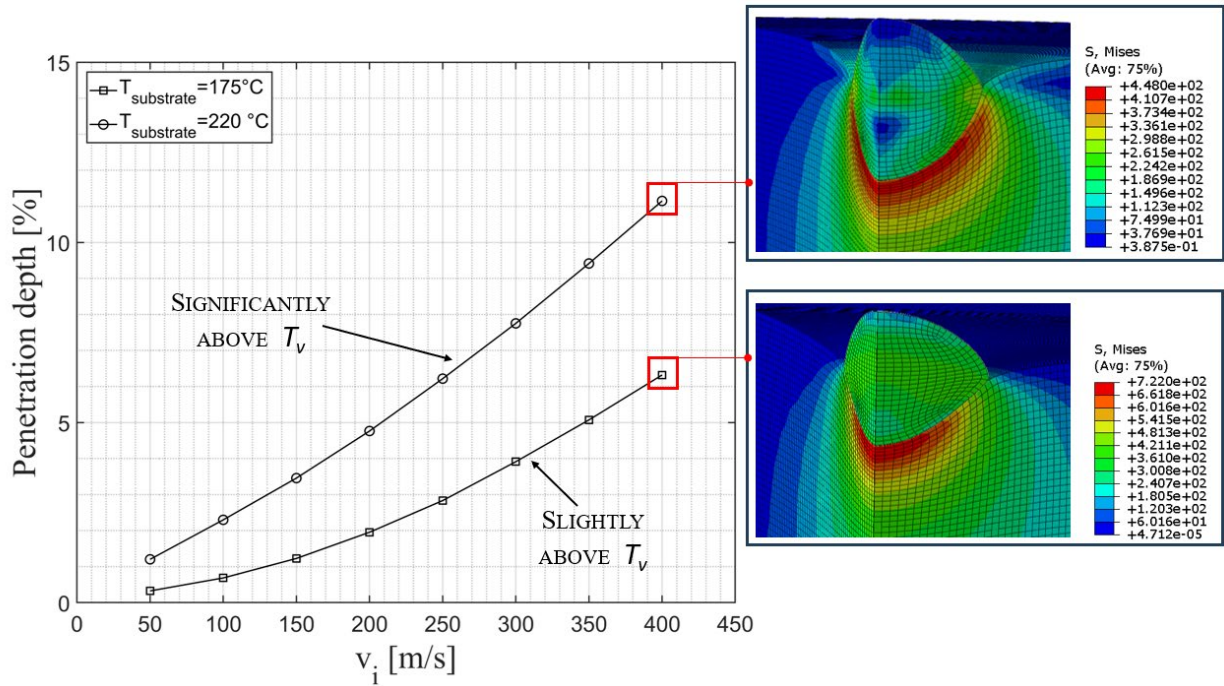 15
10
5
0
Penetration depth [%]
T_substrate=175°C
T_substrate=220 °C
SIGNIFICANTLY
ABOVE T_v
SLIGHTLY
ABOVE T_v
0 50 100 150 200 250 300 350 400 450
v_i [m/s]
S, Mises
(Avg: 75%)
+4.480e+02
+4.107e+02
+3.734e+02
+3.361e+02
+2.988e+02
+2.615e+02
+2.242e+02
+1.869e+02
+1.496e+02
+1.123e+02
+7.499e+01
+3.769e+01
+3.875e-01
S, Mises
(Avg: 75%)
+7.220e+02
+6.618e+02
+6.016e+02
+5.415e+02
+4.813e+02
+4.211e+02
+3.610e+02
+3.008e+02
+2.407e+02
+1.805e+02
+1.203e+02
+6.016e+01
+4.712e-05